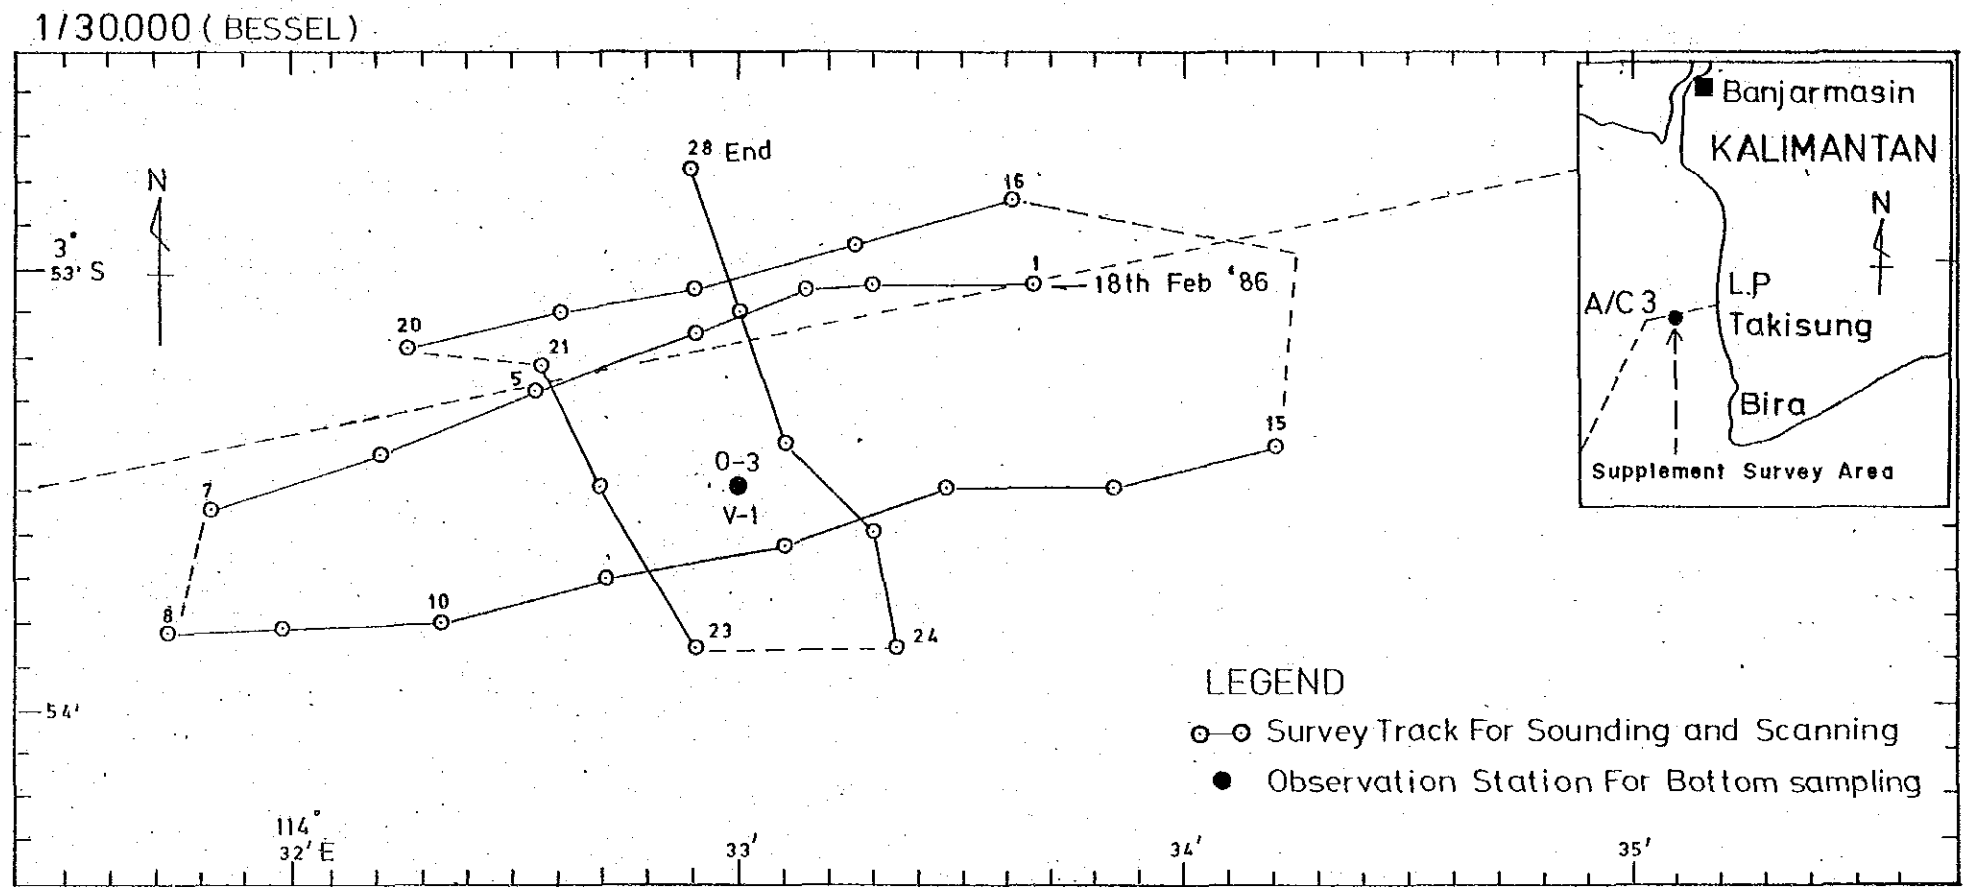 1/30.000 ( BESSEL )
Banjarmasin
KALIMANTAN
N
A/C 3
L.P
Takisung
Bira
Supplement Survey Area
N
3°
53' S
28 End
16
1
18th Feb '86
20
21
5
15
7
O-3
V-1
8
10
23
24
54'
LEGEND
Survey Track For Sounding and Scanning
Observation Station For Bottom sampling
114°
32' E
33'
34'
35'